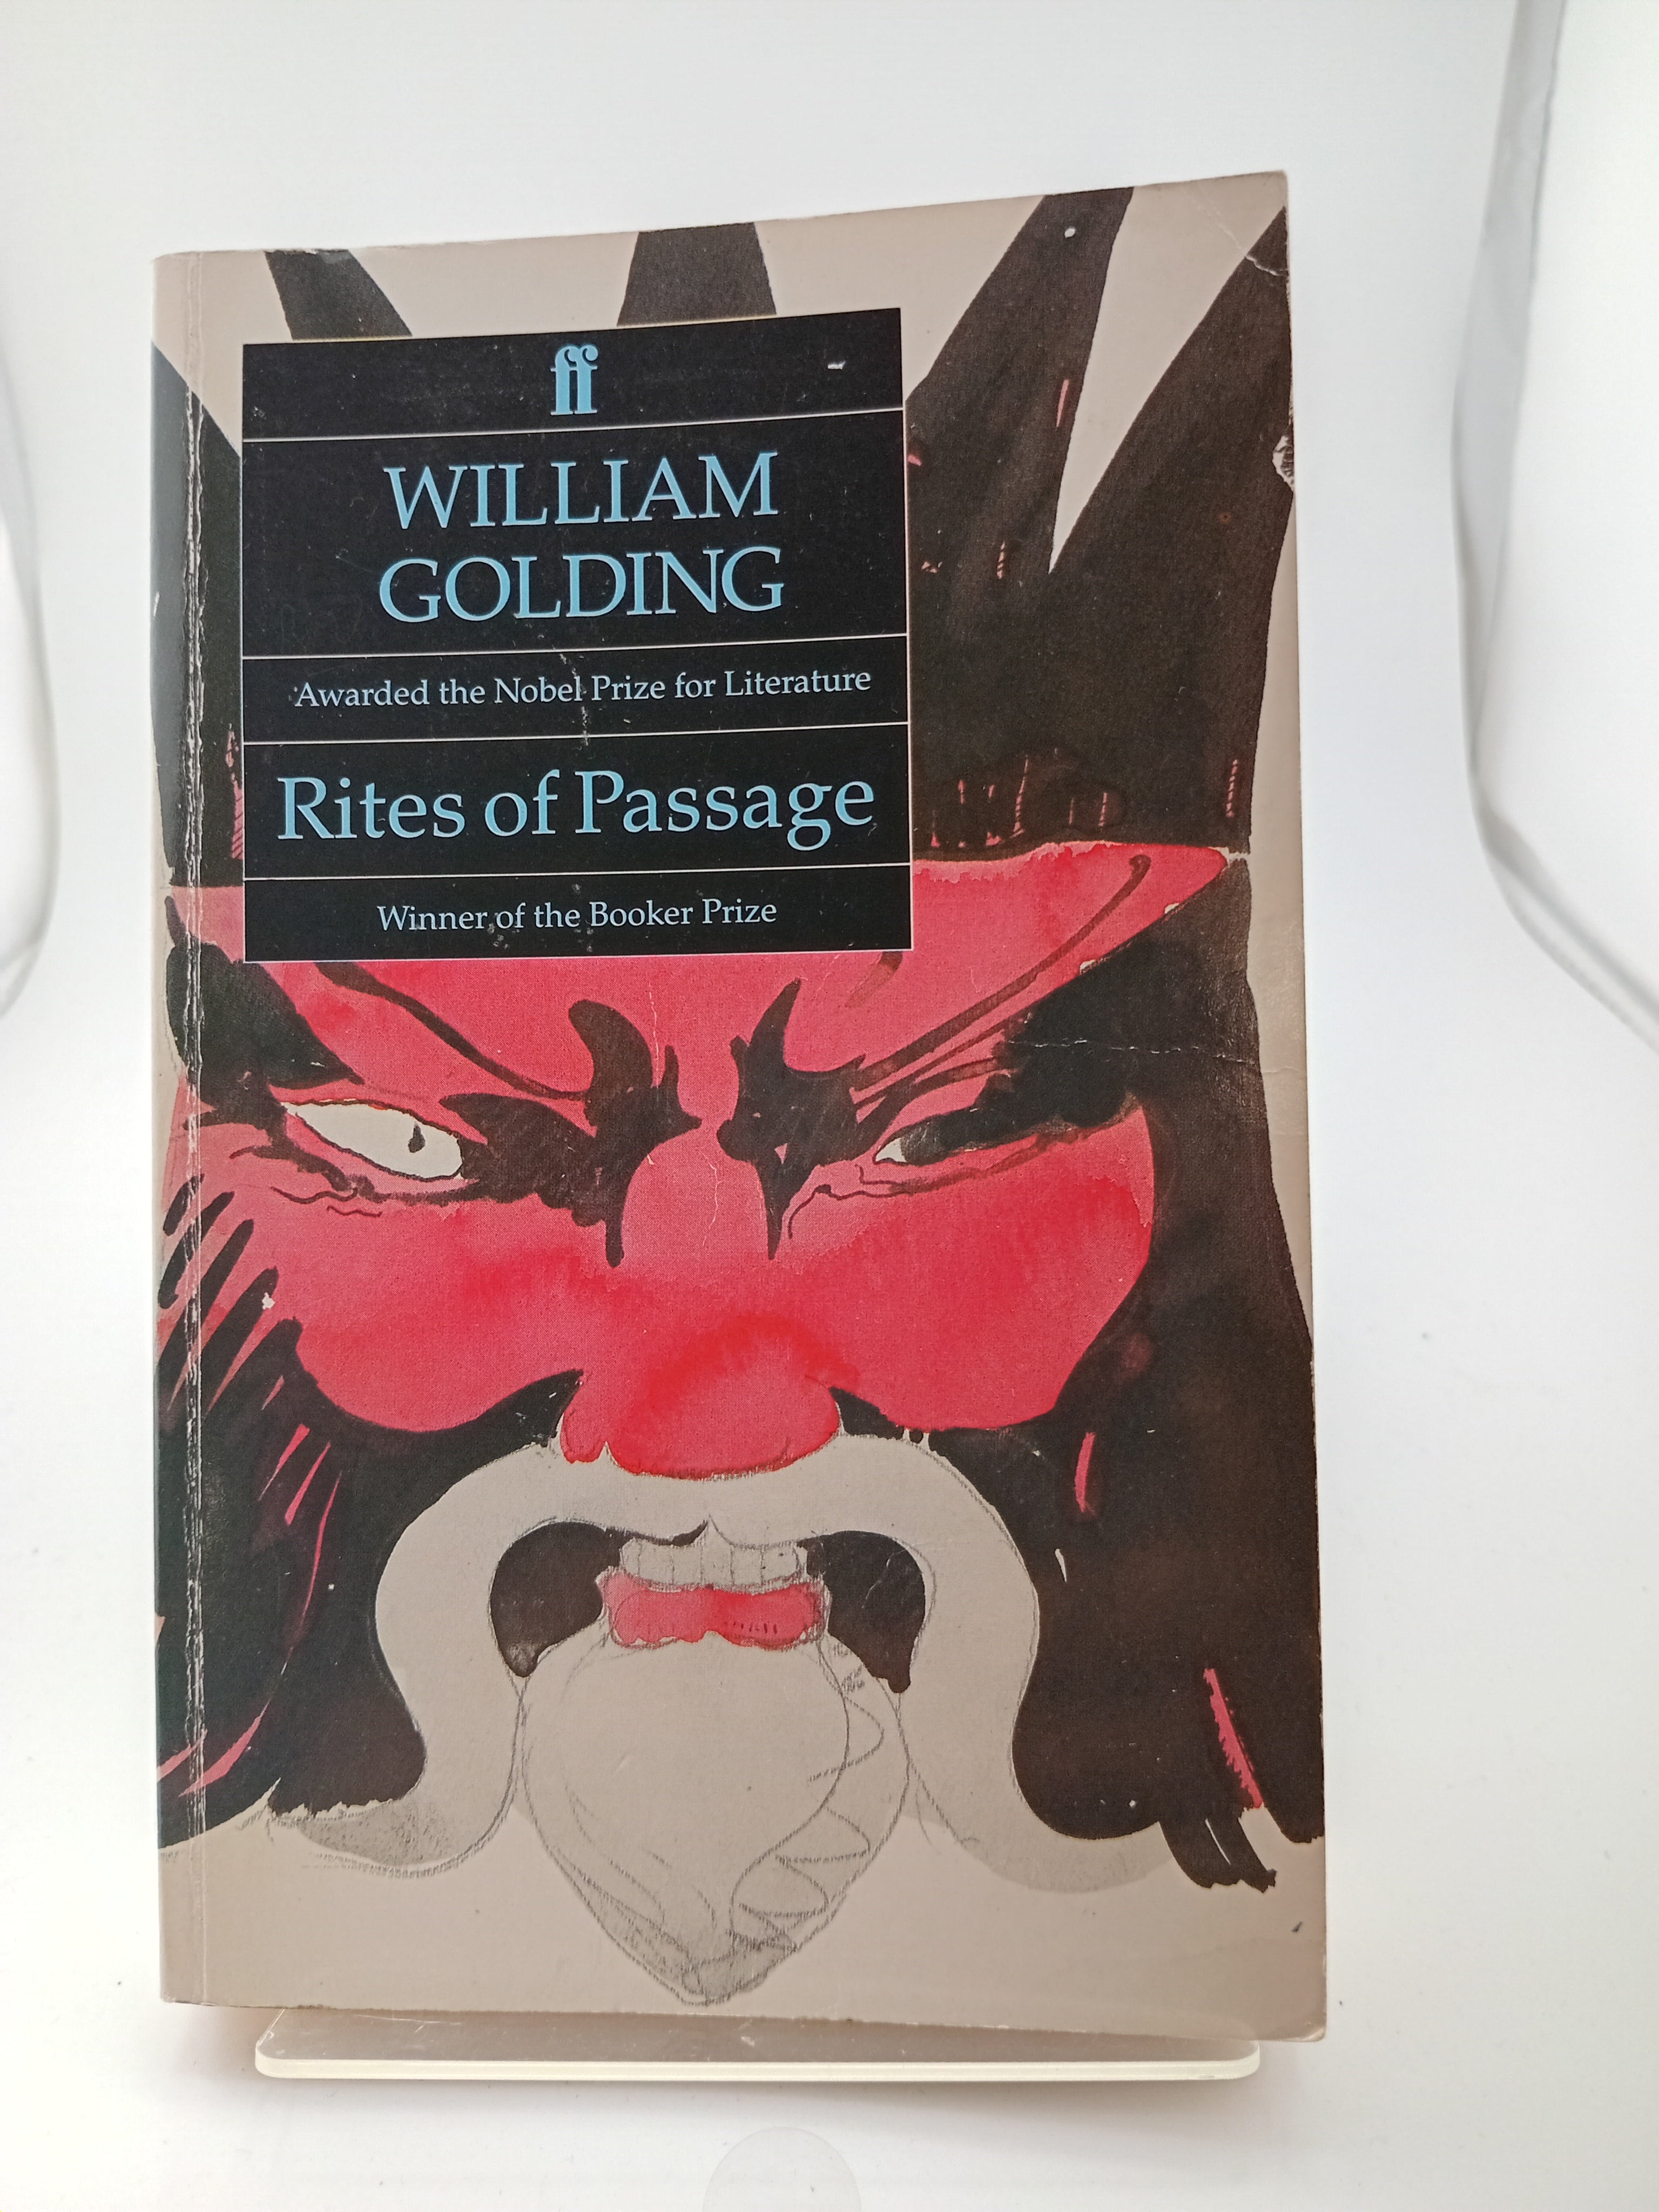 ff
WILLIAM
GOLDING
Awarded the Nobel Prize for Literature
Rites of Passage
Winner of the Booker Prize